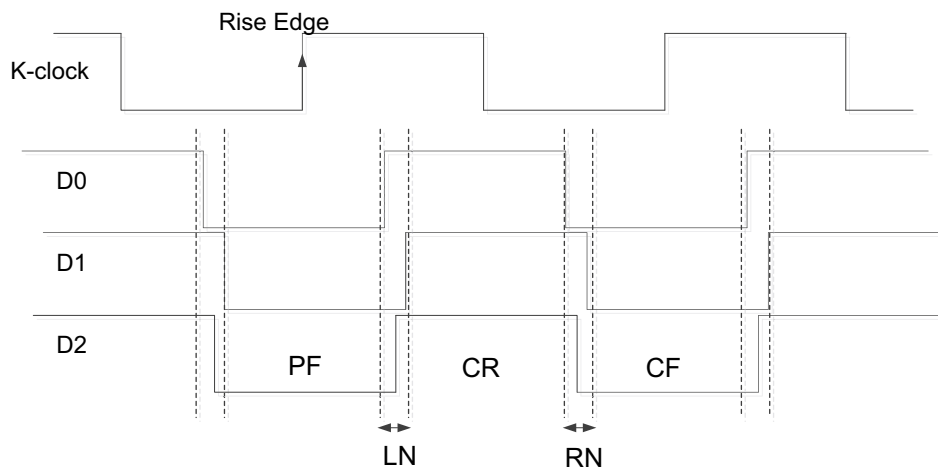 Rise Edge
K-clock
D0
D1
D2
PF CR CF
LN RN